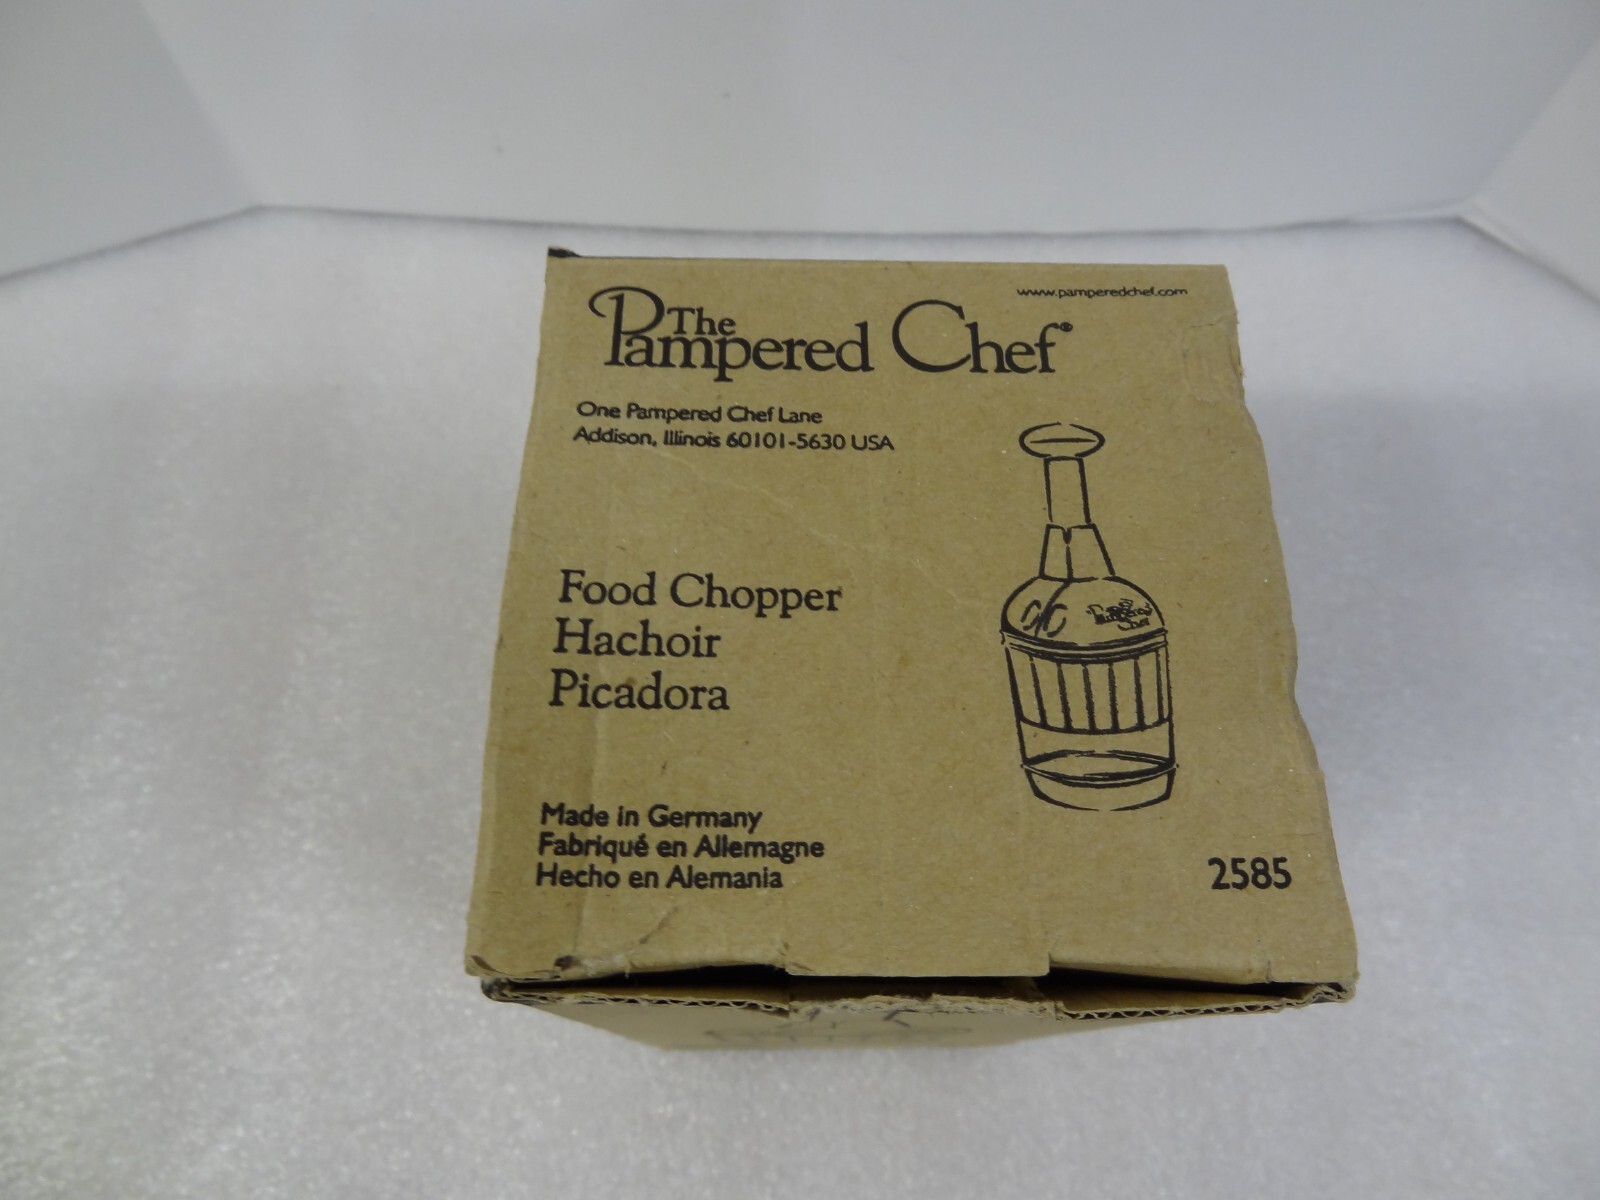 www.pamperedchef.com
The
Pampered Chef®
One Pampered Chef Lane
Addison, Illinois 60101-5630 USA
Food Chopper
Hachoir
Picadora
Made in Germany
Fabriqué en Allemagne
Hecho en Alemania
2585